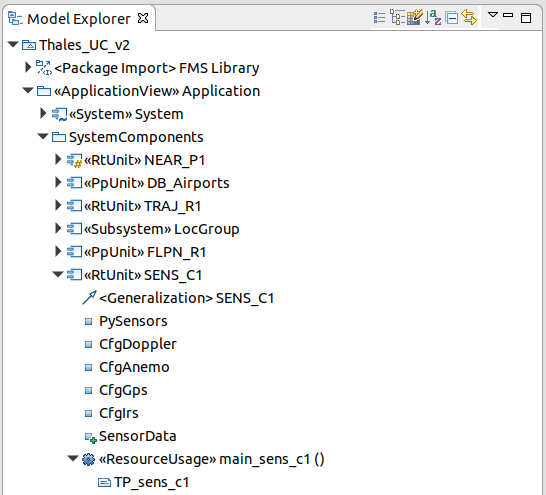 Model Explorer
Thales_UC_v2
<Package Import> FMS Library
«ApplicationView» Application
«System» System
SystemComponents
«RtUnit» NEAR_P1
«PpUnit» DB_Airports
«RtUnit» TRAJ_R1
«Subsystem» LocGroup
«PpUnit» FLPN_R1
«RtUnit» SENS_C1
<Generalization> SENS_C1
PySensors
CfgDoppler
CfgAnemo
CfgGps
CfgIrs
SensorData
«ResourceUsage» main_sens_c1 ()
TP_sens_c1